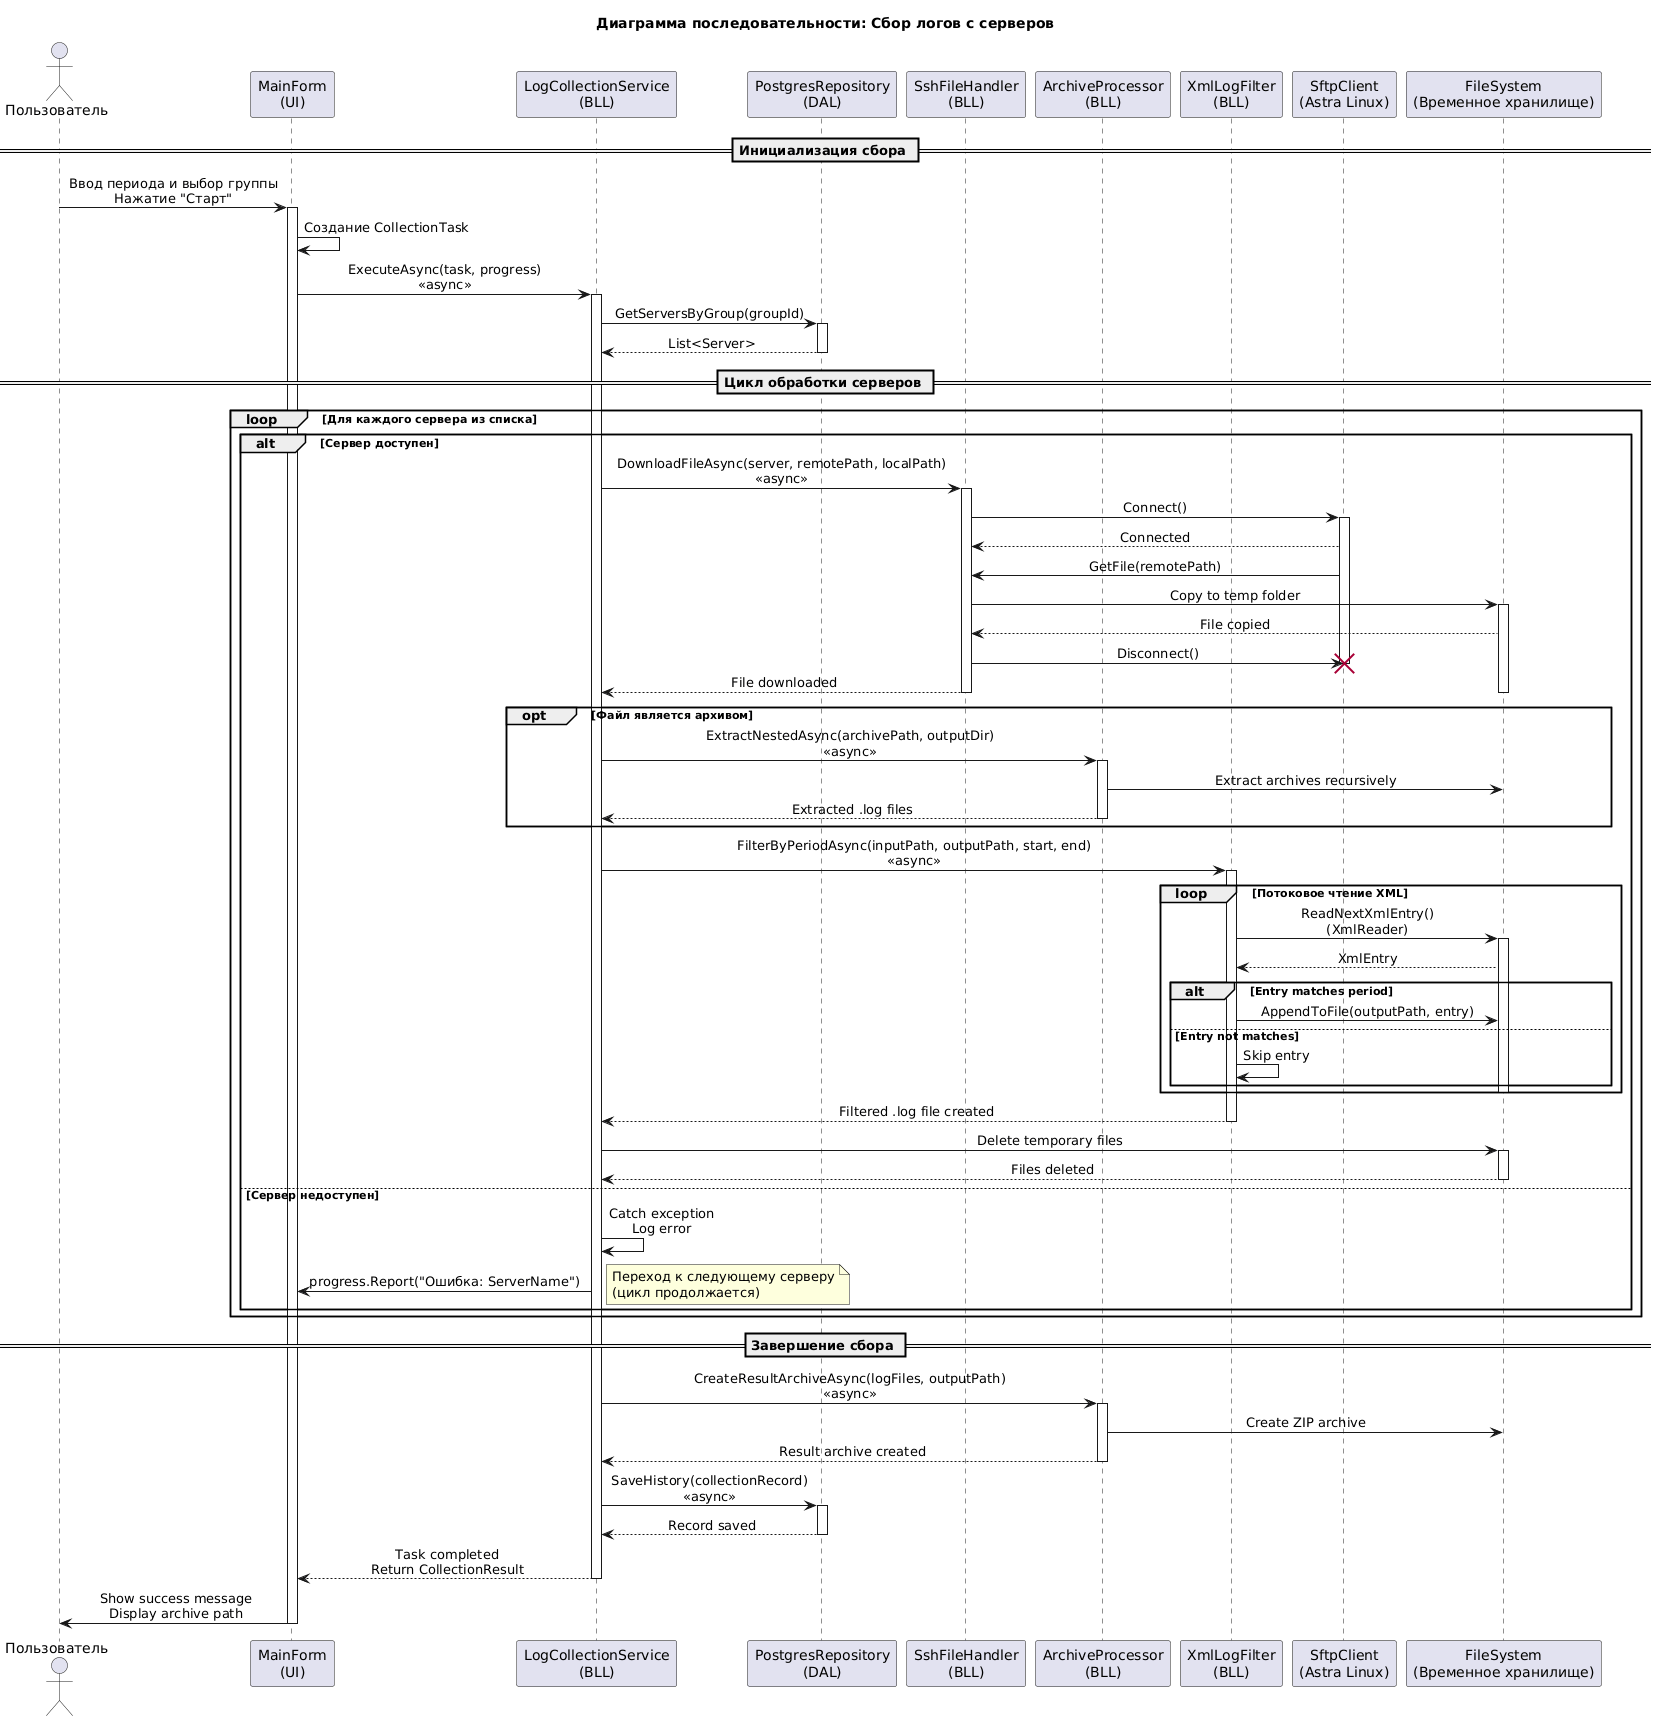 Диаграмма последовательности: Сбор логов с серверов
Пользователь
MainForm
(UI)
LogCollectionService
(BLL)
PostgresRepository
(DAL)
SshFileHandler
(BLL)
ArchiveProcessor
(BLL)
XmlLogFilter
(BLL)
SftpClient
(Astra Linux)
FileSystem
(Временное хранилище)
Инициализация сбора
Ввод периода и выбор группы
Нажатие "Старт"
Создание CollectionTask
ExecuteAsync(task, progress)
«async»
GetServersByGroup(groupId)
List<Server>
Цикл обработки серверов
loop [Для каждого сервера из списка]
alt [Сервер доступен]
DownloadFileAsync(server, remotePath, localPath)
«async»
Connect()
Connected
GetFile(remotePath)
Copy to temp folder
File copied
Disconnect()
File downloaded
opt [Файл является архивом]
ExtractNestedAsync(archivePath, outputDir)
«async»
Extract archives recursively
Extracted .log files
FilterByPeriodAsync(inputPath, outputPath, start, end)
«async»
loop [Потоковое чтение XML]
ReadNextXmlEntry()
(XmlReader)
XmlEntry
alt [Entry matches period]
AppendToFile(outputPath, entry)
[Entry not matches]
Skip entry
Filtered .log file created
Delete temporary files
Files deleted
[Сервер недоступен]
Catch exception
Log error
progress.Report("Ошибка: ServerName")
Переход к следующему серверу
(цикл продолжается)
Завершение сбора
CreateResultArchiveAsync(logFiles, outputPath)
«async»
Create ZIP archive
Result archive created
SaveHistory(collectionRecord)
«async»
Record saved
Task completed
Return CollectionResult
Show success message
Display archive path
Пользователь
MainForm
(UI)
LogCollectionService
(BLL)
PostgresRepository
(DAL)
SshFileHandler
(BLL)
ArchiveProcessor
(BLL)
XmlLogFilter
(BLL)
SftpClient
(Astra Linux)
FileSystem
(Временное хранилище)